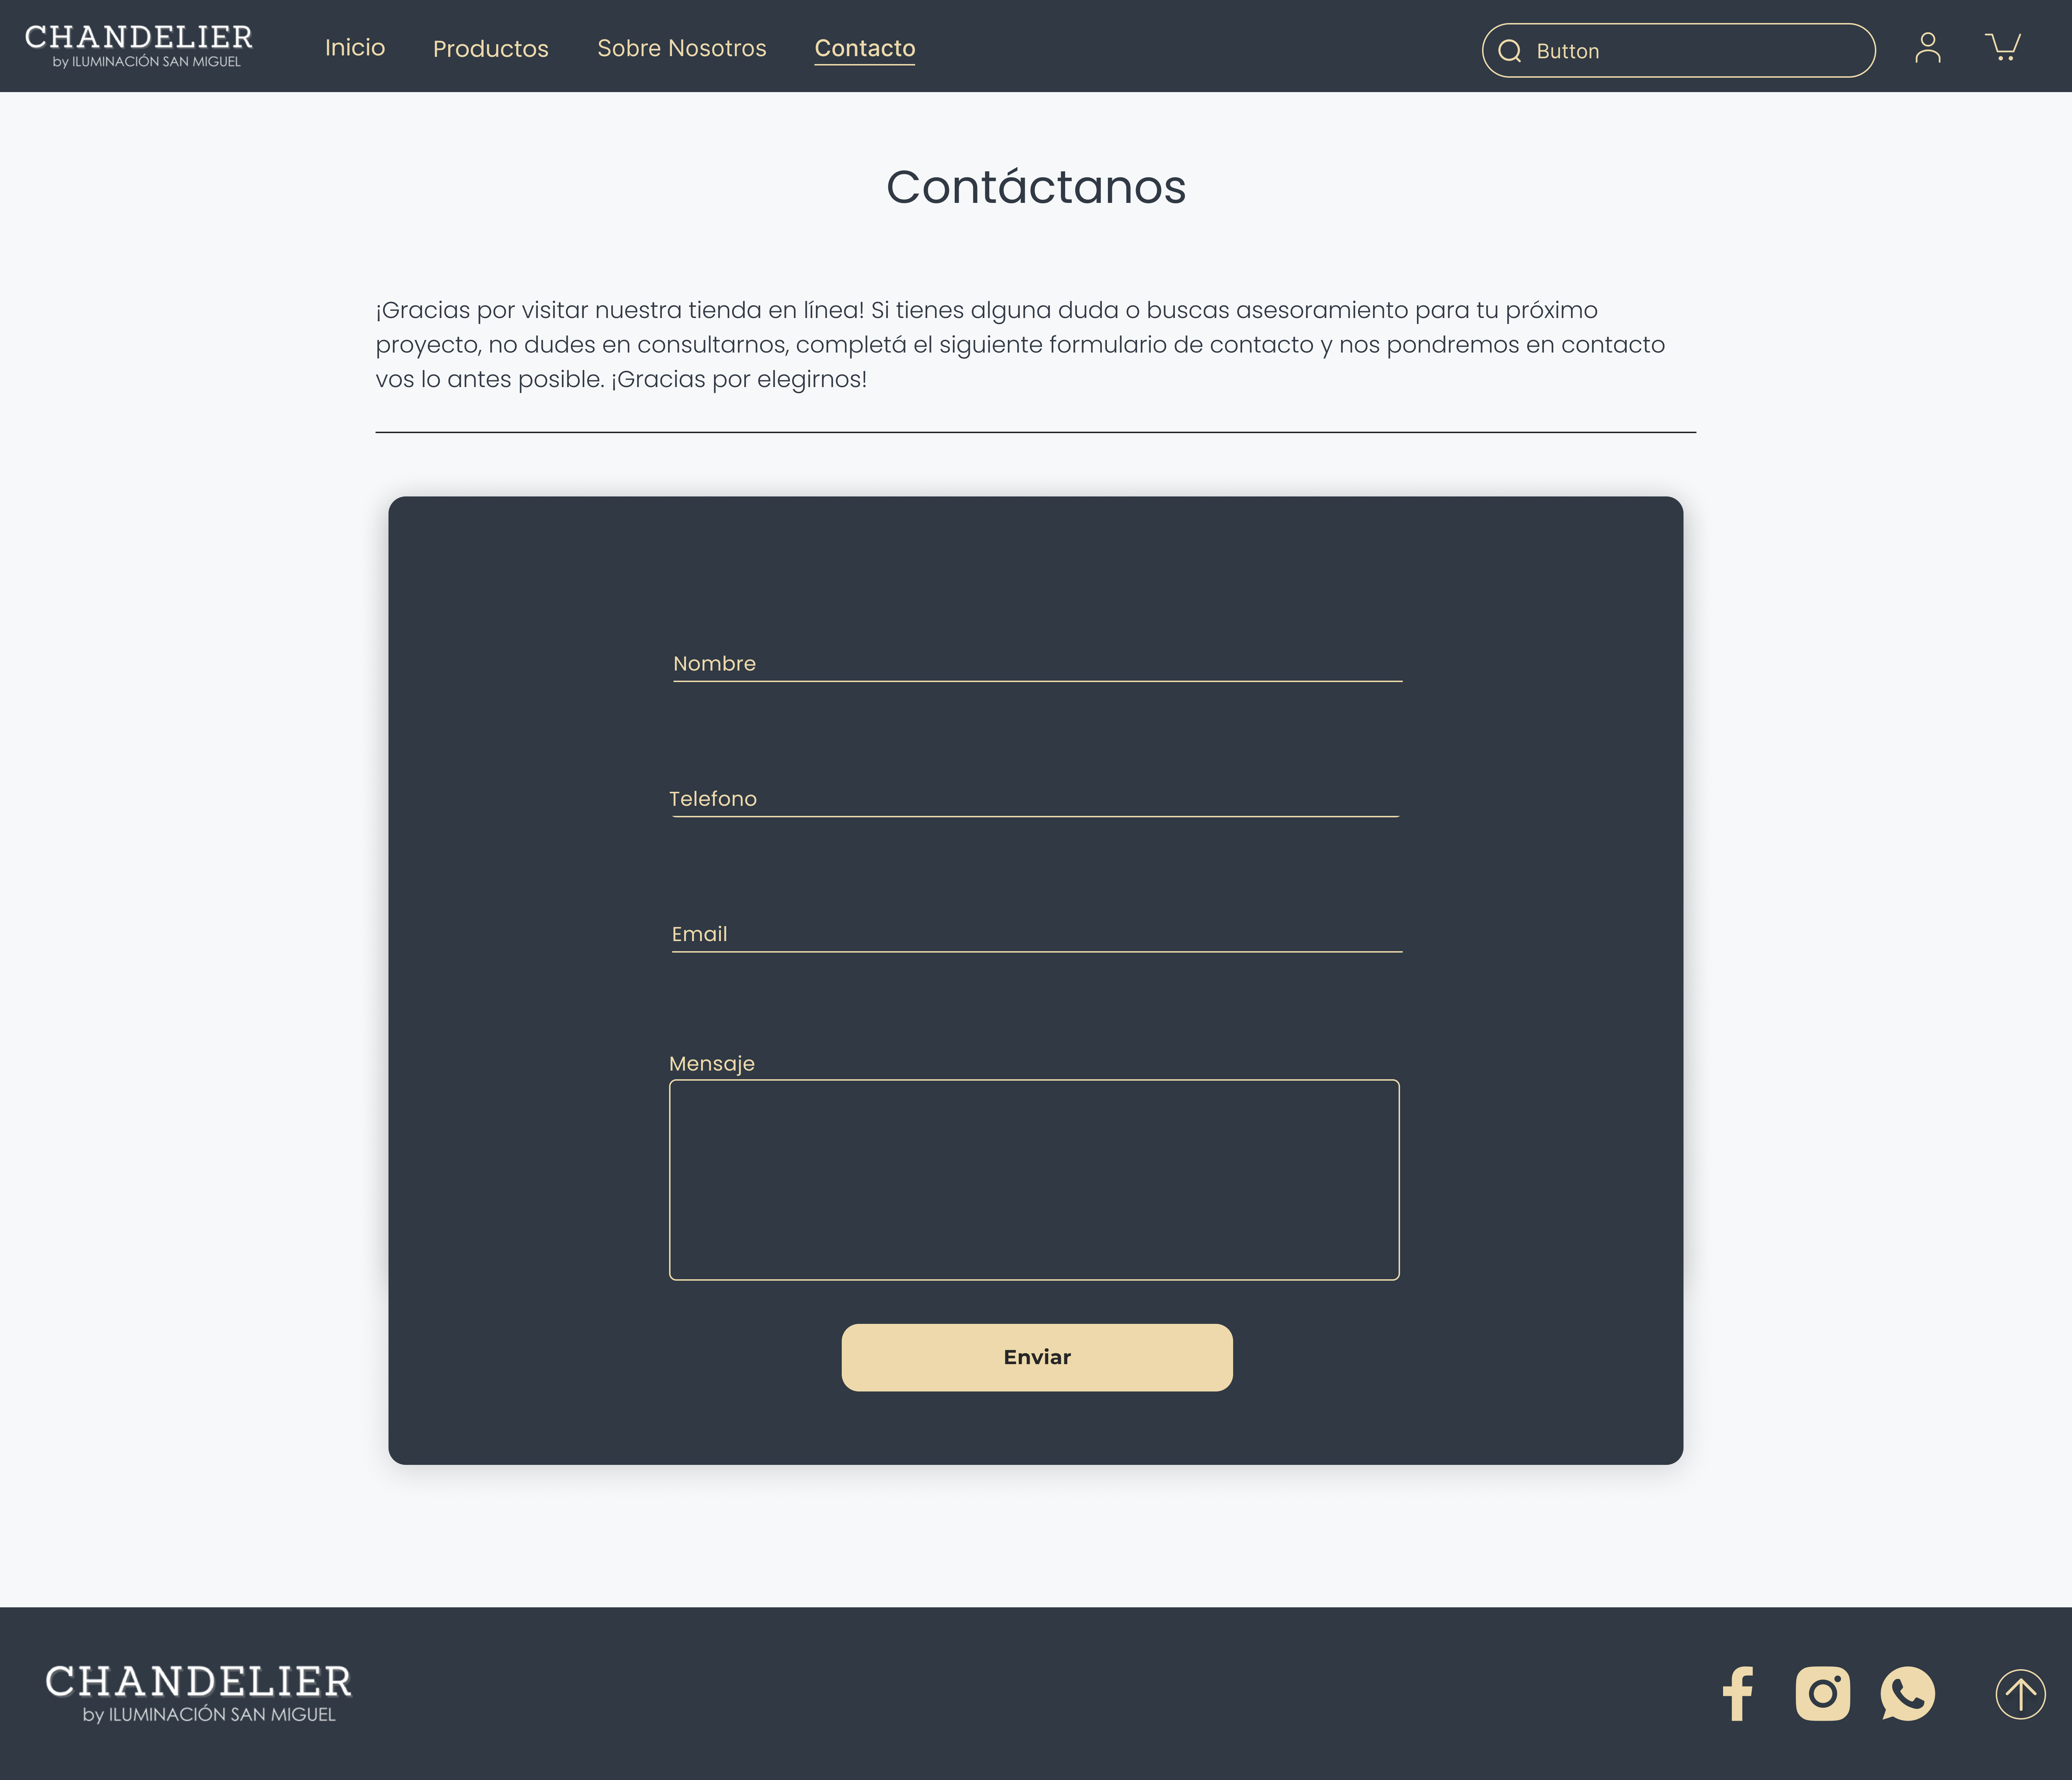 CHANDELIER
by ILUMINACIÓN SAN MIGUEL
Inicio
Productos
Sobre Nosotros
Contacto
Button
Contáctanos
¡Gracias por visitar nuestra tienda en línea! Si tienes alguna duda o buscas asesoramiento para tu próximo
proyecto, no dudes en consultarnos, completá el siguiente formulario de contacto y nos pondremos en contacto
vos lo antes posible. ¡Gracias por elegirnos!
Nombre
Telefono
Email
Mensaje
Enviar
CHANDELIER
by ILUMINACIÓN SAN MIGUEL